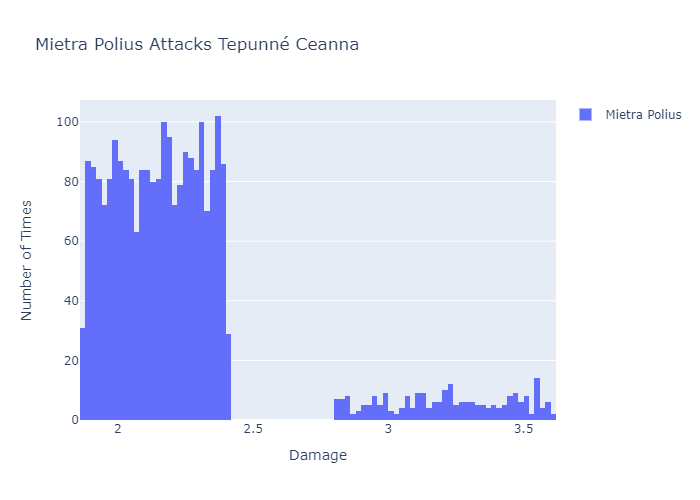 Mietra Polius Attacks Tepunné Ceanna
Mietra Polius
100
80
60
40
20
0
Number of Times
2
2.5
3
3.5
Damage